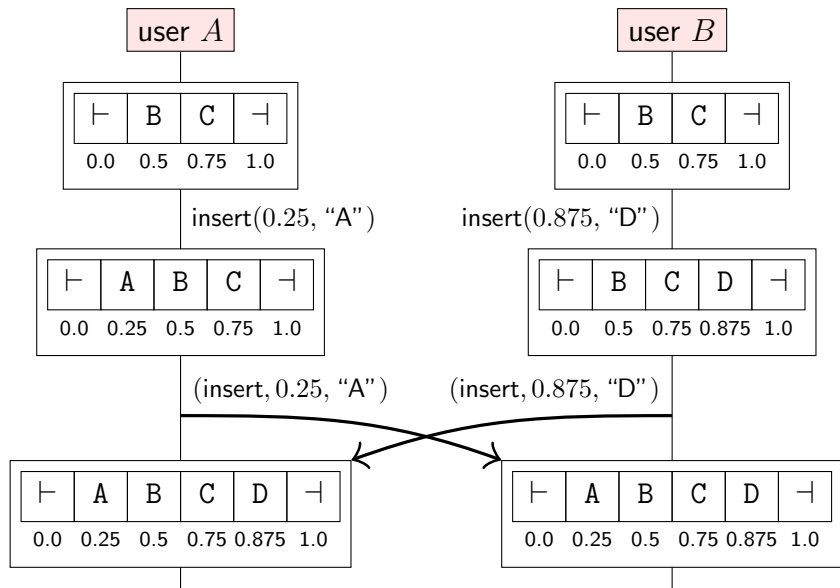 user A user B
⊢ B C ⊣ ⊢ B C ⊣
0.0 0.5 0.75 1.0 0.0 0.5 0.75 1.0
insert(0.25, “A”) insert(0.875, “D”)
⊢ A B C ⊣ ⊢ B C D ⊣
0.0 0.25 0.5 0.75 1.0 0.0 0.5 0.75 0.875 1.0
(insert, 0.25, “A”) (insert, 0.875, “D”)
⊢ A B C D ⊣ ⊢ A B C D ⊣
0.0 0.25 0.5 0.75 0.875 1.0 0.0 0.25 0.5 0.75 0.875 1.0